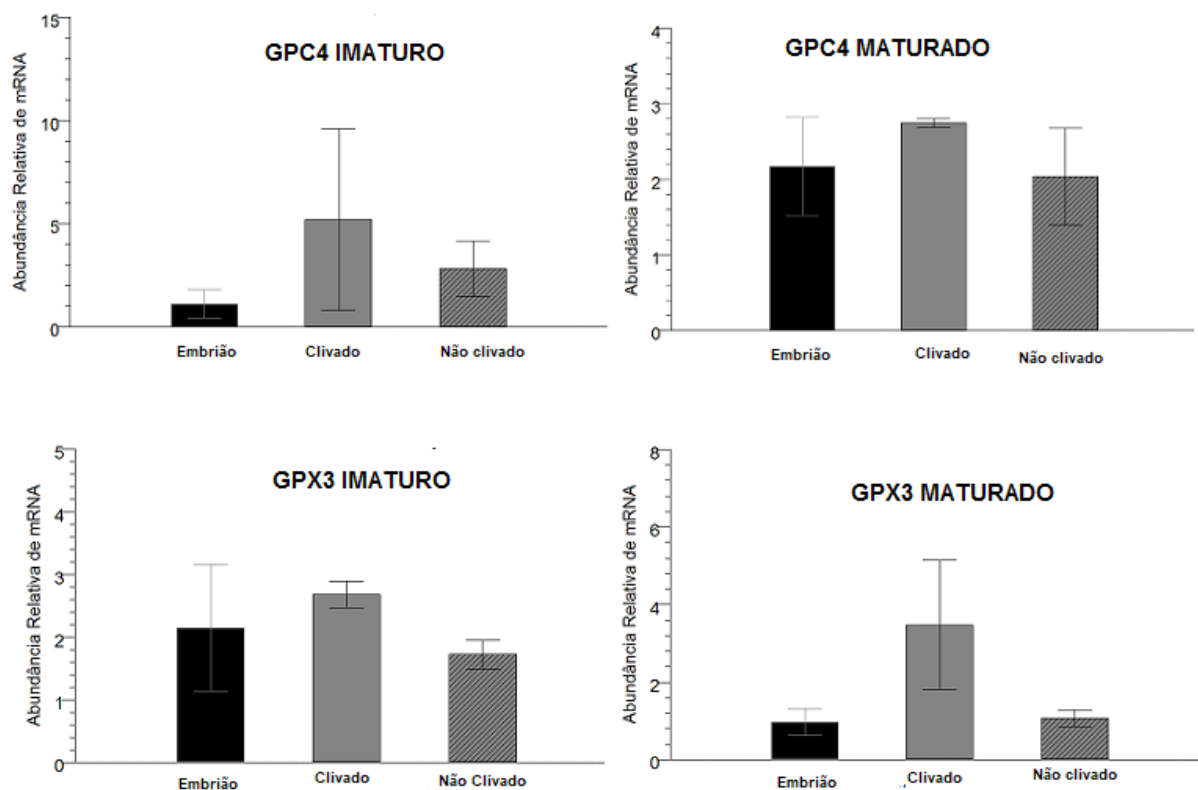 GPC4 IMATURO
Abundância Relativa de mRNA
15
10
5
0
Embrião
Clivado
Não clivado
GPC4 MATURADO
Abundância Relativa de mRNA
4
3
2
1
0
Embrião
Clivado
Não clivado
GPX3 IMATURO
Abundância Relativa de mRNA
5
4
3
2
1
0
Embrião
Clivado
Não Clivado
GPX3 MATURADO
Abundância Relativa de mRNA
8
6
4
2
0
Embrião
Clivado
Não clivado